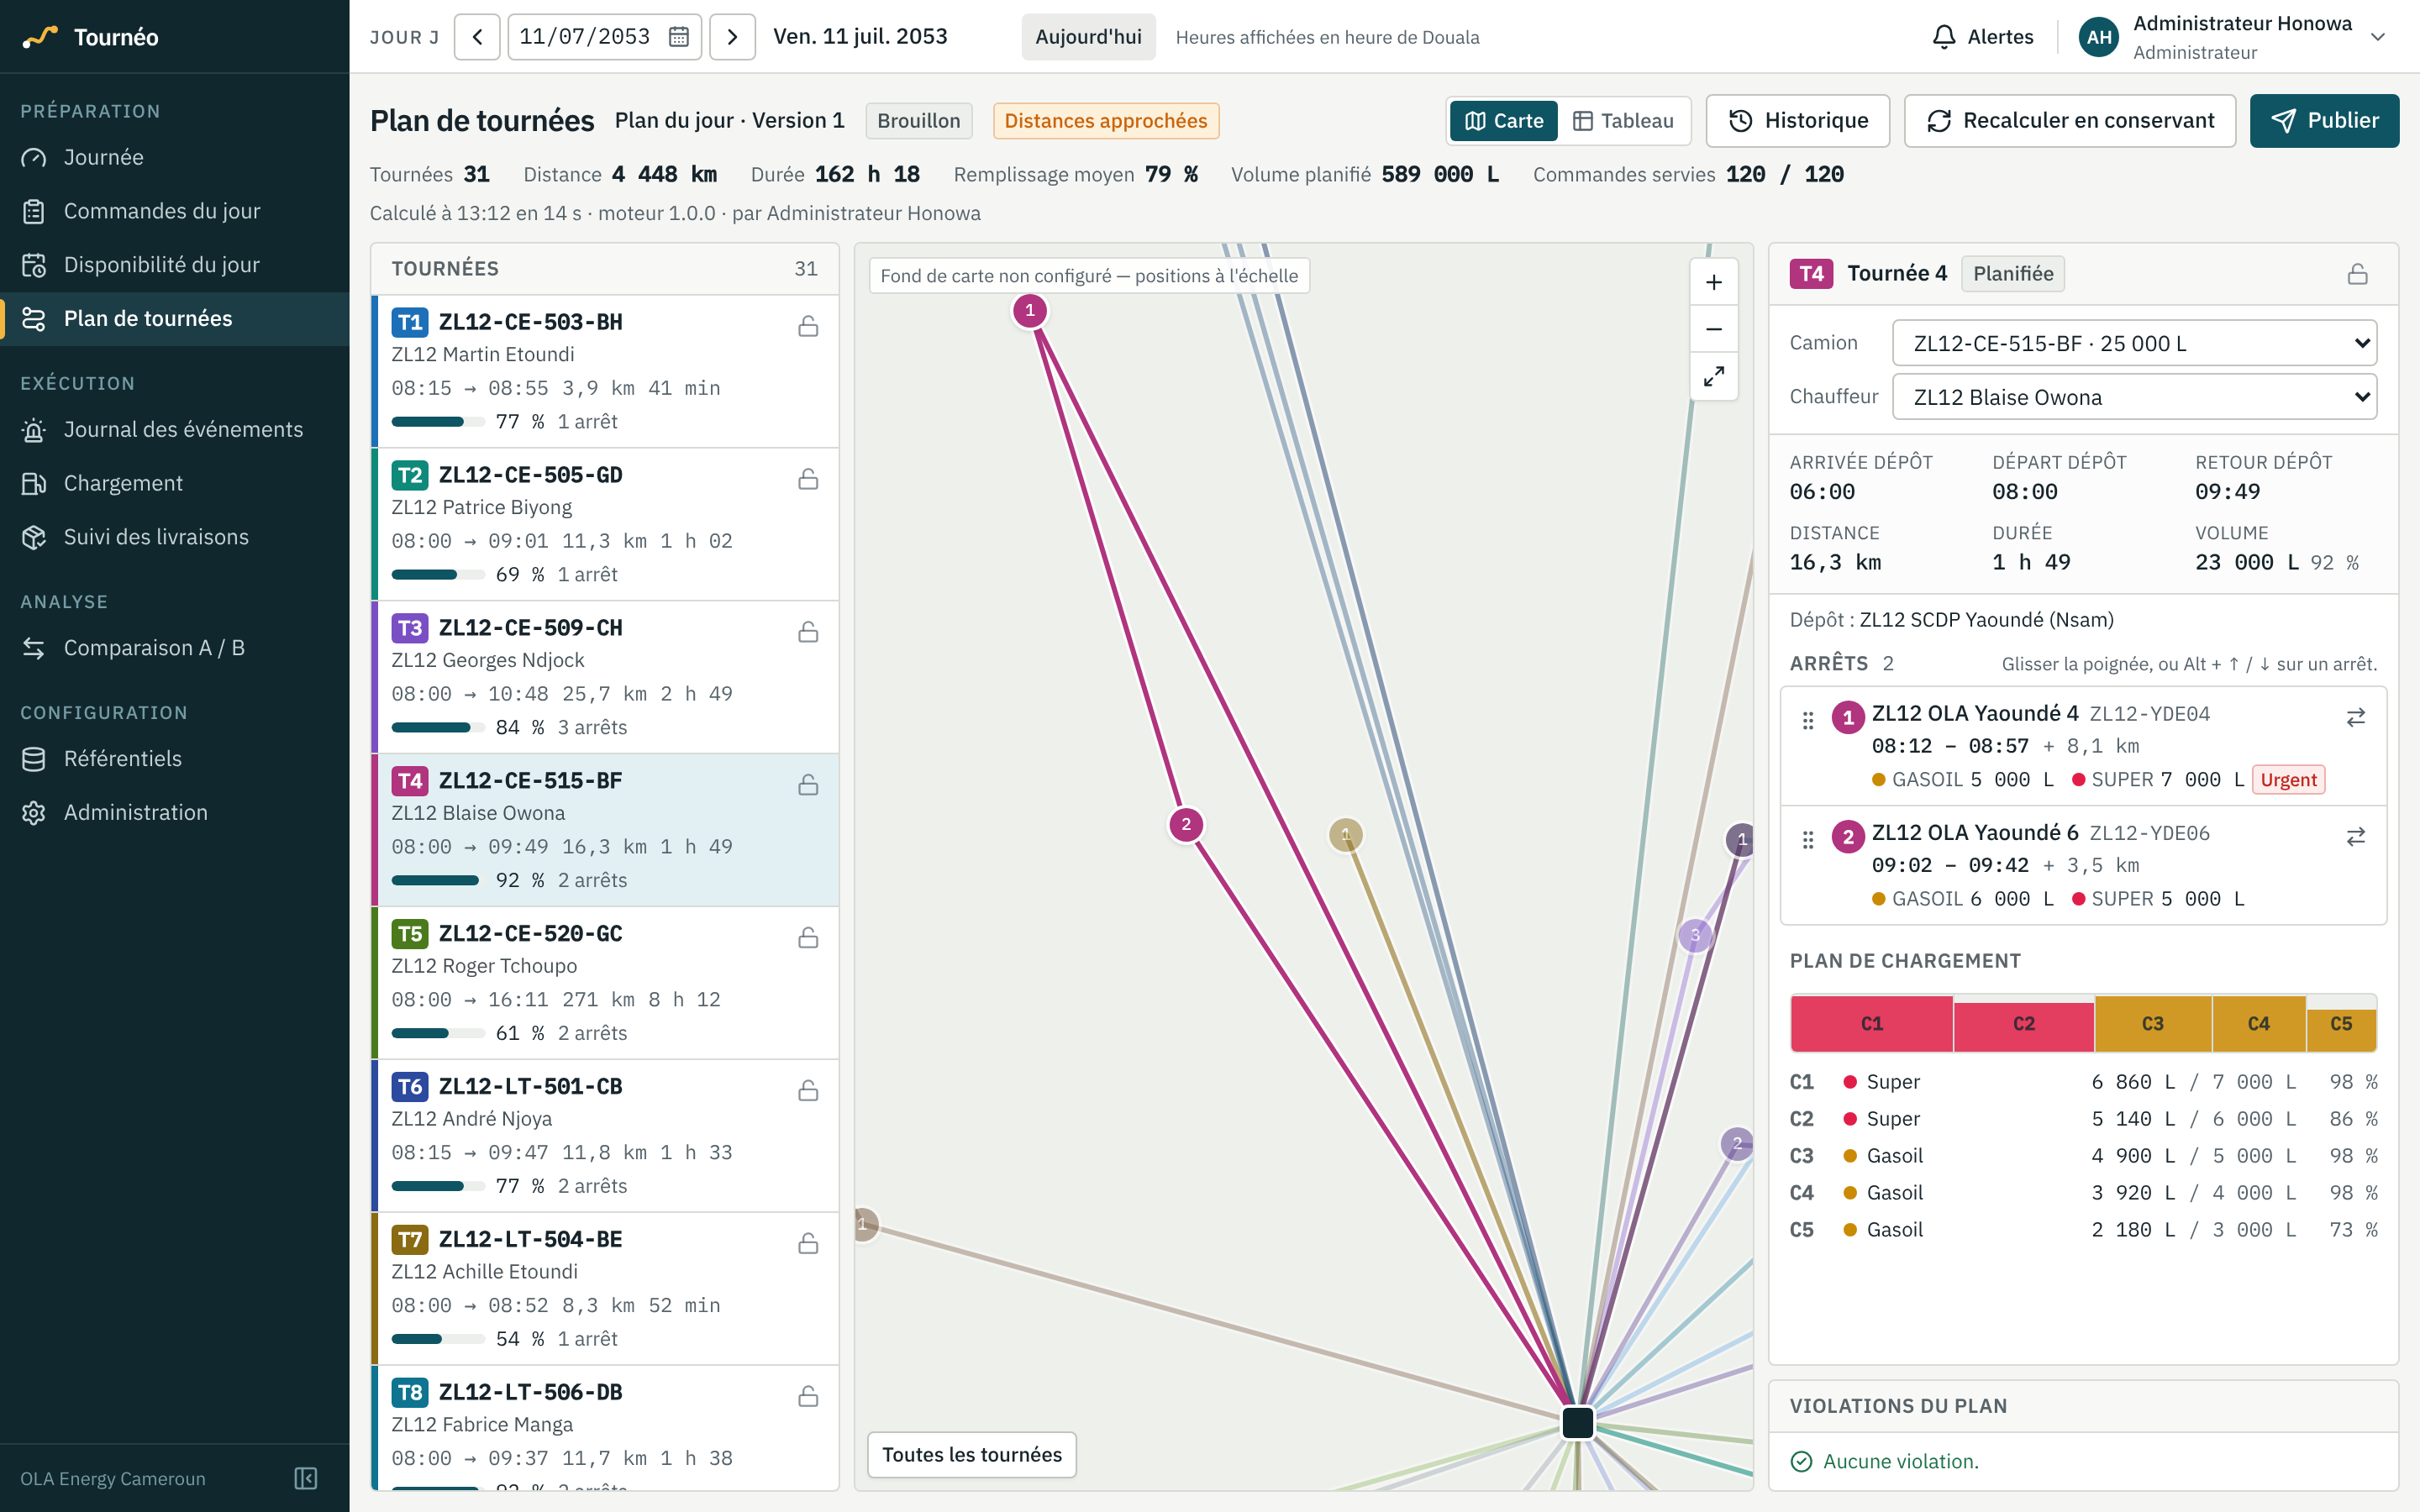 Tournéo
PRÉPARATION
Journée
Commandes du jour
Disponibilité du jour
Plan de tournées
EXÉCUTION
Journal des événements
Chargement
Suivi des livraisons
ANALYSE
Comparaison A / B
CONFIGURATION
Référentiels
Administration
OLA Energy Cameroun
JOUR J
11/07/2053
Ven. 11 juil. 2053
Aujourd'hui
Heures affichées en heure de Douala
Alertes
AH
Administrateur Honowa
Administrateur
Plan de tournées
Plan du jour · Version 1
Brouillon
Distances approchées
Carte
Tableau
Historique
Recalculer en conservant
Publier
Tournées 31 Distance 4 448 km Durée 162 h 18 Remplissage moyen 79 % Volume planifié 589 000 L Commandes servies 120 / 120
Calculé à 13:12 en 14 s · moteur 1.0.0 · par Administrateur Honowa
TOURNÉES 31
T1 ZL12-CE-503-BH
ZL12 Martin Etoundi
08:15 → 08:55 3,9 km 41 min
77 % 1 arrêt
T2 ZL12-CE-505-GD
ZL12 Patrice Biyong
08:00 → 09:01 11,3 km 1 h 02
69 % 1 arrêt
T3 ZL12-CE-509-CH
ZL12 Georges Ndjock
08:00 → 10:48 25,7 km 2 h 49
84 % 3 arrêts
T4 ZL12-CE-515-BF
ZL12 Blaise Owona
08:00 → 09:49 16,3 km 1 h 49
92 % 2 arrêts
T5 ZL12-CE-520-GC
ZL12 Roger Tchoupo
08:00 → 16:11 271 km 8 h 12
61 % 2 arrêts
T6 ZL12-LT-501-CB
ZL12 André Njoya
08:15 → 09:47 11,8 km 1 h 33
77 % 2 arrêts
T7 ZL12-LT-504-BE
ZL12 Achille Etoundi
08:00 → 08:52 8,3 km 52 min
54 % 1 arrêt
T8 ZL12-LT-506-DB
ZL12 Fabrice Manga
08:00 → 09:37 11,7 km 1 h 38
Fond de carte non configuré — positions à l'échelle
+
−
1
2
1
1
3
2
1
Toutes les tournées
T4 Tournée 4 Planifiée
Camion ZL12-CE-515-BF · 25 000 L
Chauffeur ZL12 Blaise Owona
ARRIVÉE DÉPÔT DÉPART DÉPÔT RETOUR DÉPÔT
06:00 08:00 09:49
DISTANCE DURÉE VOLUME
16,3 km 1 h 49 23 000 L 92 %
Dépôt : ZL12 SCDP Yaoundé (Nsam)
ARRÊTS 2 Glisser la poignée, ou Alt + ↑ / ↓ sur un arrêt.
1 ZL12 OLA Yaoundé 4 ZL12-YDE04
08:12 – 08:57 + 8,1 km
GASOIL 5 000 L SUPER 7 000 L Urgent
2 ZL12 OLA Yaoundé 6 ZL12-YDE06
09:02 – 09:42 + 3,5 km
GASOIL 6 000 L SUPER 5 000 L
PLAN DE CHARGEMENT
C1 C2 C3 C4 C5
C1 Super 6 860 L / 7 000 L 98 %
C2 Super 5 140 L / 6 000 L 86 %
C3 Gasoil 4 900 L / 5 000 L 98 %
C4 Gasoil 3 920 L / 4 000 L 98 %
C5 Gasoil 2 180 L / 3 000 L 73 %
VIOLATIONS DU PLAN
Aucune violation.